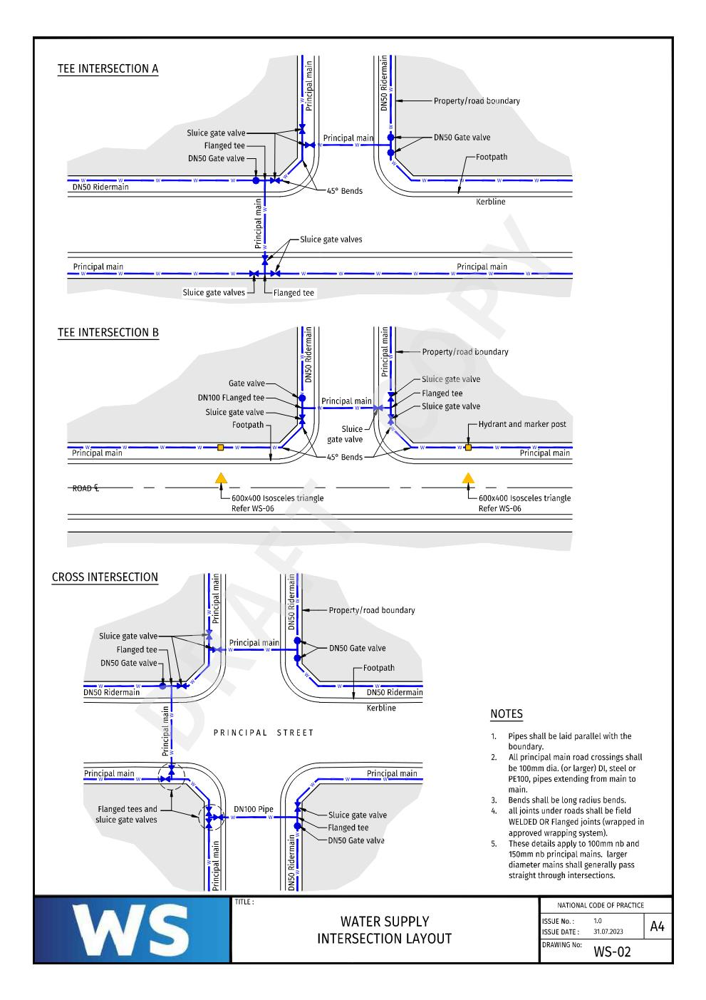 TEE INTERSECTION A
Principal main
DN50 Ridermain
Property/road boundary
Sluice gate valve
Flanged tee
DN50 Gate valve
Principal main
DN50 Gate valve
Footpath
DN50 Ridermain
45° Bends
Kerbline
Principal main
Sluice gate valves
Principal main
Principal main
Sluice gate valves
Flanged tee
TEE INTERSECTION B
DN50 Ridermain
Principal main
Property/road boundary
Gate valve
DN100 FLanged tee
Sluice gate valve
Footpath
Principal main
Sluice gate valve
Flanged tee
Sluice gate valve
Sluice
gate valve
Hydrant and marker post
Principal main
45° Bends
Principal main
ROAD ℄
600x400 Isosceles triangle
Refer WS-06
600x400 Isosceles triangle
Refer WS-06
CROSS INTERSECTION
Principal main
DN50 Ridermain
Property/road boundary
Sluice gate valve
Flanged tee
DN50 Gate valve
Principal main
DN50 Gate valve
Footpath
DN50 Ridermain
DN50 Ridermain
Kerbline
Principal main
PRINCIPAL STREET
Principal main
Principal main
Flanged tees and
sluice gate valves
DN100 Pipe
Sluice gate valve
Flanged tee
DN50 Gate valve
Principal main
DN50 Ridermain
NOTES
1. Pipes shall be laid parallel with the
boundary.
2. All principal main road crossings shall
be 100mm dia. (or larger) DI, steel or
PE100, pipes extending from main to
main.
3. Bends shall be long radius bends.
4. all joints under roads shall be field
WELDED OR Flanged joints (wrapped in
approved wrapping system).
5. These details apply to 100mm nb and
150mm nb principal mains. larger
diameter mains shall generally pass
straight through intersections.
DRAFT COPY
WS
TITLE :
WATER SUPPLY
INTERSECTION LAYOUT
NATIONAL CODE OF PRACTICE
ISSUE No. : 1.0
ISSUE DATE : 31.07.2023
A4
DRAWING No: WS-02